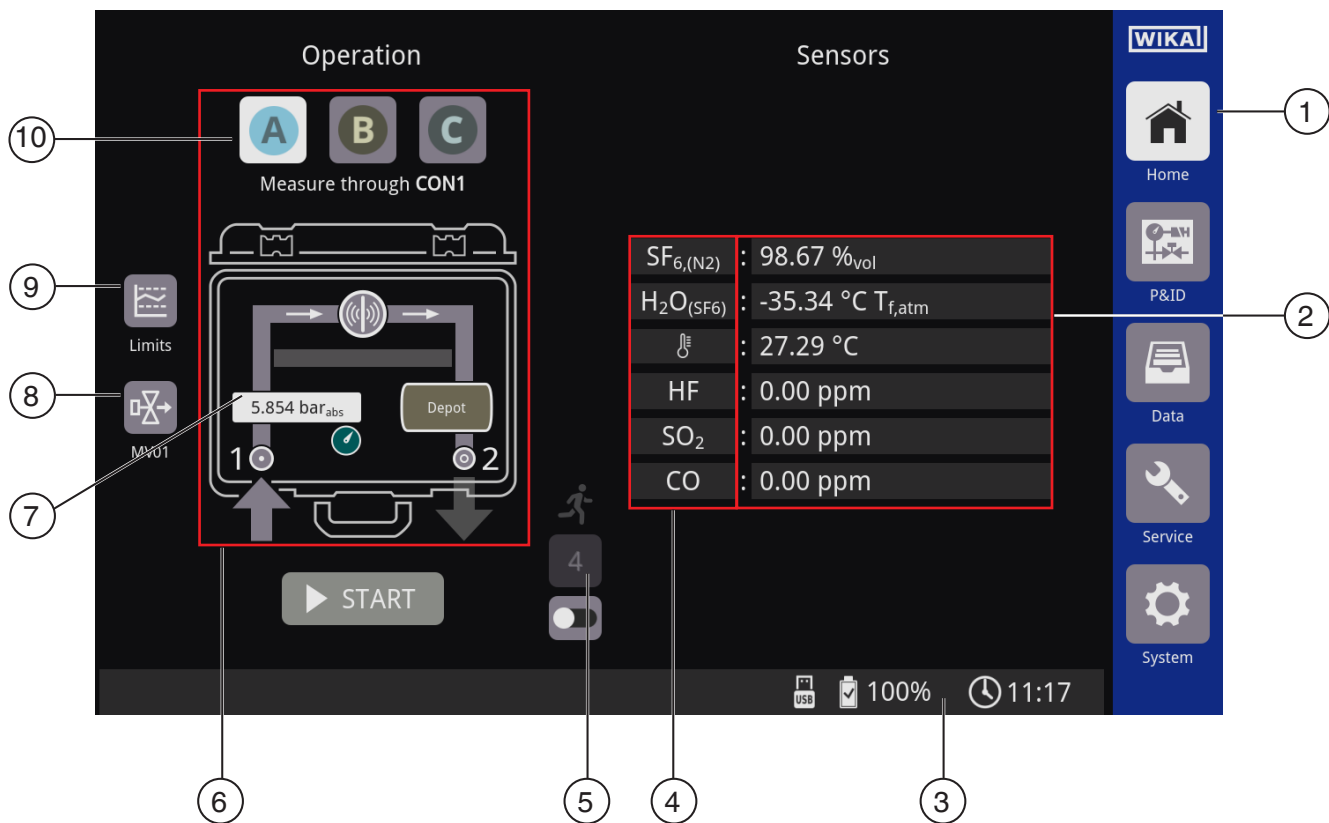 Operation
Sensors
WIKA
A B C
Measure through CON1
Home
P&ID
Data
Service
System
Limits
MV01
5.854 bar abs
Depot
1
2
4
START
SF6,(N2) : 98.67 %vol
H2O(SF6) : -35.34 °C Tf,atm
: 27.29 °C
HF : 0.00 ppm
SO2 : 0.00 ppm
CO : 0.00 ppm
USB
100%
11:17
1
2
3
4
5
6
7
8
9
10